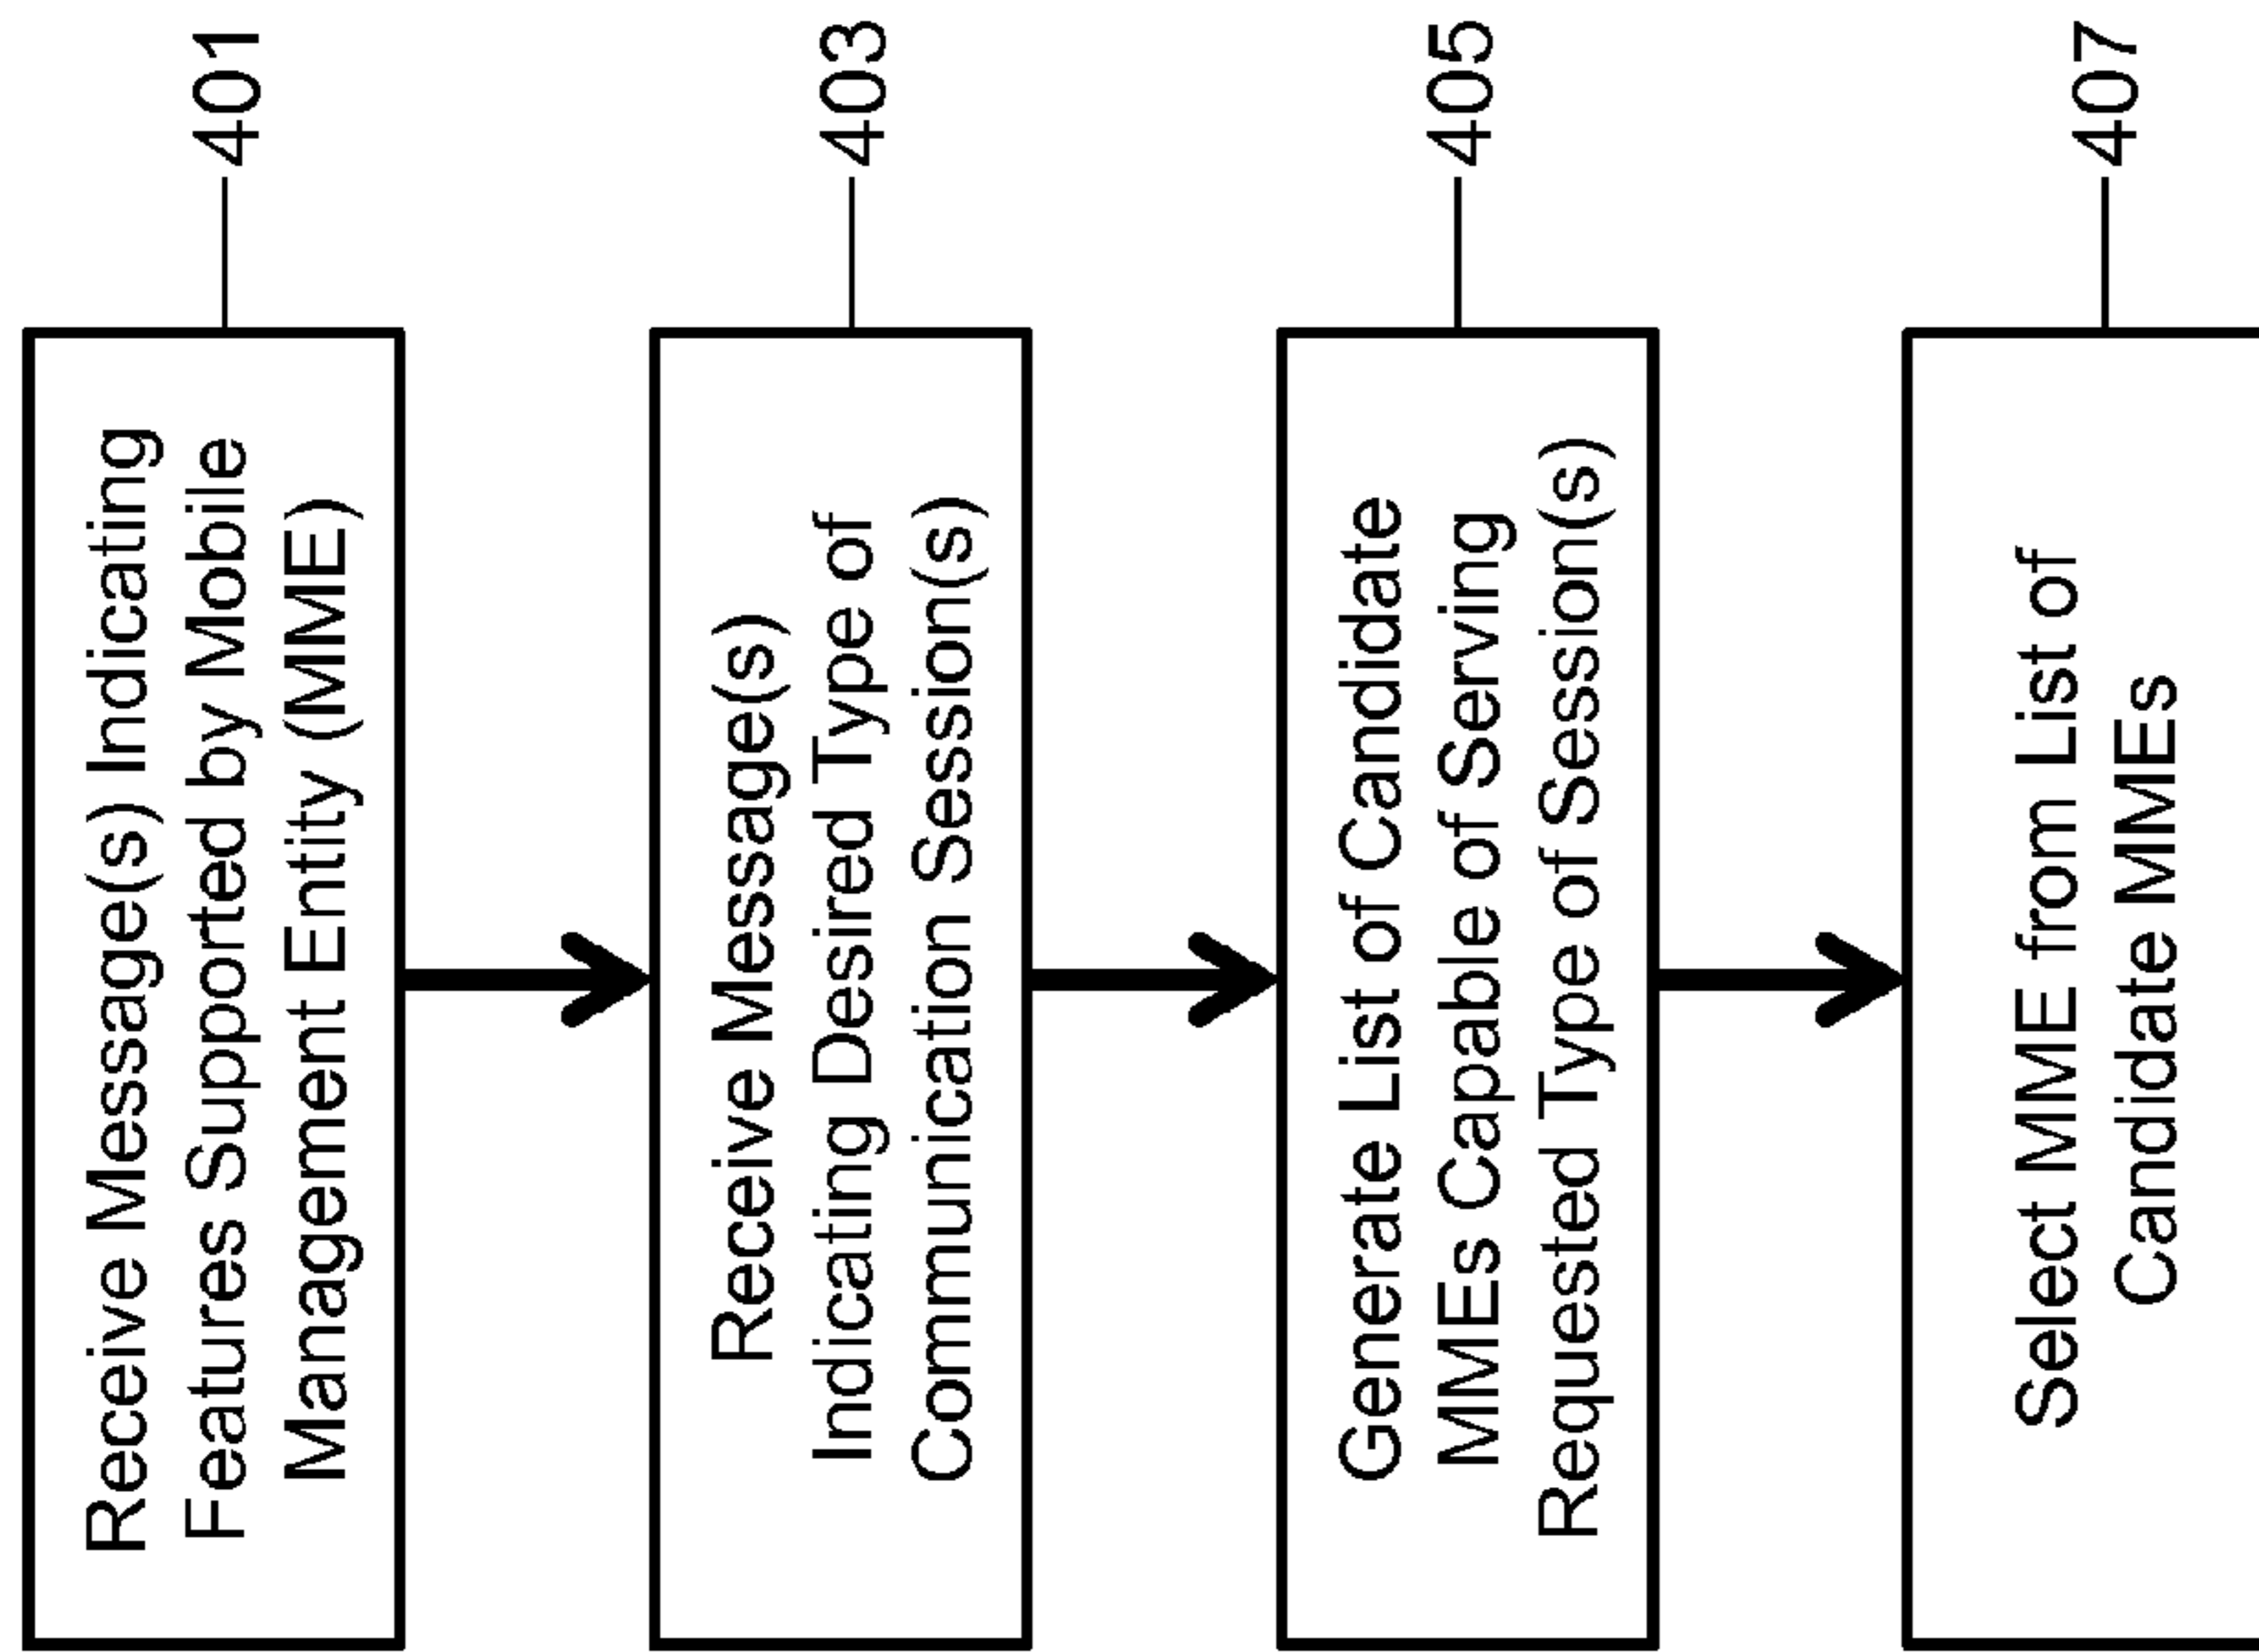 Receive Message(s) Indicating
Features Supported by Mobile
Management Entity (MME)
401
Receive Message(s)
Indicating Desired Type of
Communication Session(s)
403
Generate List of Candidate
MMEs Capable of Serving
Requested Type of Session(s)
405
Select MME from List of
Candidate MMEs
407